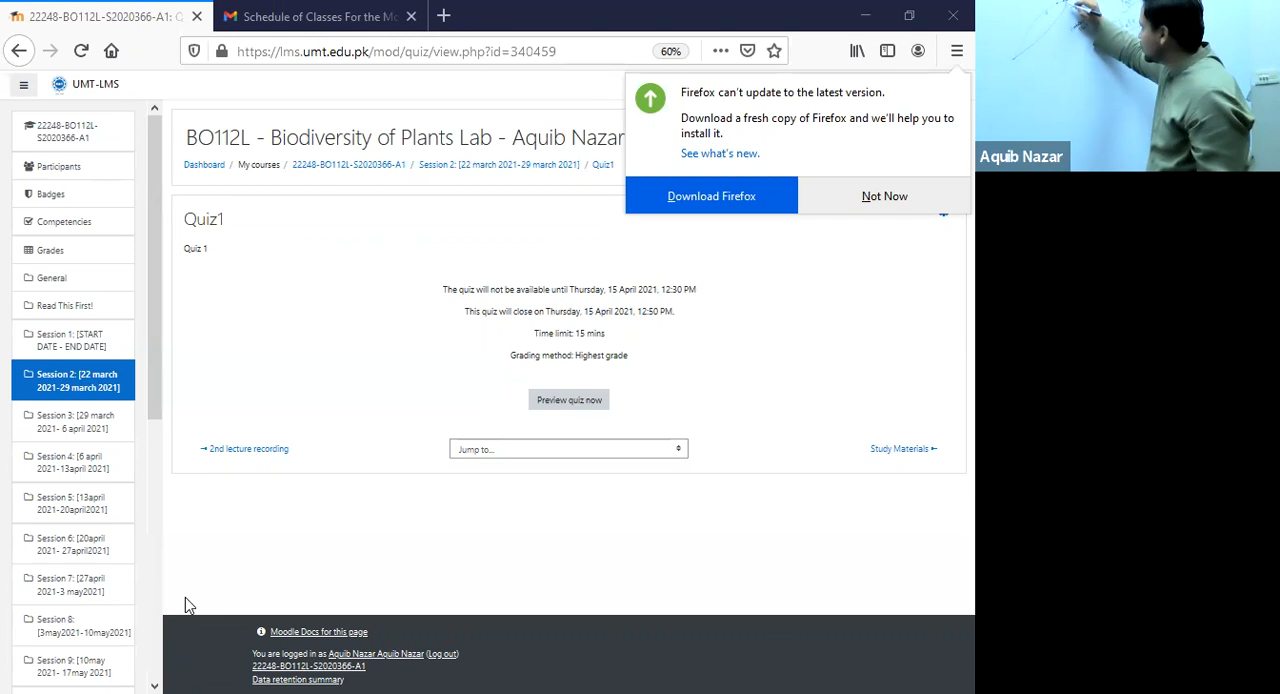 22248-BO112L-S2020366-A1: Q
Schedule of Classes For the Mo
https://lms.umt.edu.pk/mod/quiz/view.php?id=340459
60%
UMT-LMS
22248-BO112L-
S2020366-A1
Participants
Badges
Competencies
Grades
General
Read This First!
Session 1: [START
DATE - END DATE]
Session 2: [22 march
2021-29 march 2021]
Session 3: [29 march
2021- 6 april 2021]
Session 4: [6 april
2021-13april 2021]
Session 5: [13april
2021-20april2021]
Session 6: [20april
2021- 27april2021]
Session 7: [27april
2021-3 may2021]
Session 8:
[3may2021-10may2021]
Session 9: [10may
2021- 17may 2021]
BO112L - Biodiversity of Plants Lab - Aquib Nazar
Dashboard / My courses / 22248-BO112L-S2020366-A1 / Session 2: [22 march 2021-29 march 2021] / Quiz1
Firefox can't update to the latest version.
Download a fresh copy of Firefox and we'll help you to
install it.
See what's new.
Download Firefox
Not Now
Quiz1
Quiz 1
The quiz will not be available until Thursday, 15 April 2021, 12:30 PM
This quiz will close on Thursday, 15 April 2021, 12:50 PM.
Time limit: 15 mins
Grading method: Highest grade
Preview quiz now
2nd lecture recording
Jump to...
Study Materials
Moodle Docs for this page
You are logged in as Aquib Nazar Aquib Nazar (Log out)
22248-BO112L-S2020366-A1
Data retention summary
Aquib Nazar